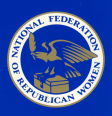 NATIONAL FEDERATION
OF REPUBLICAN WOMEN